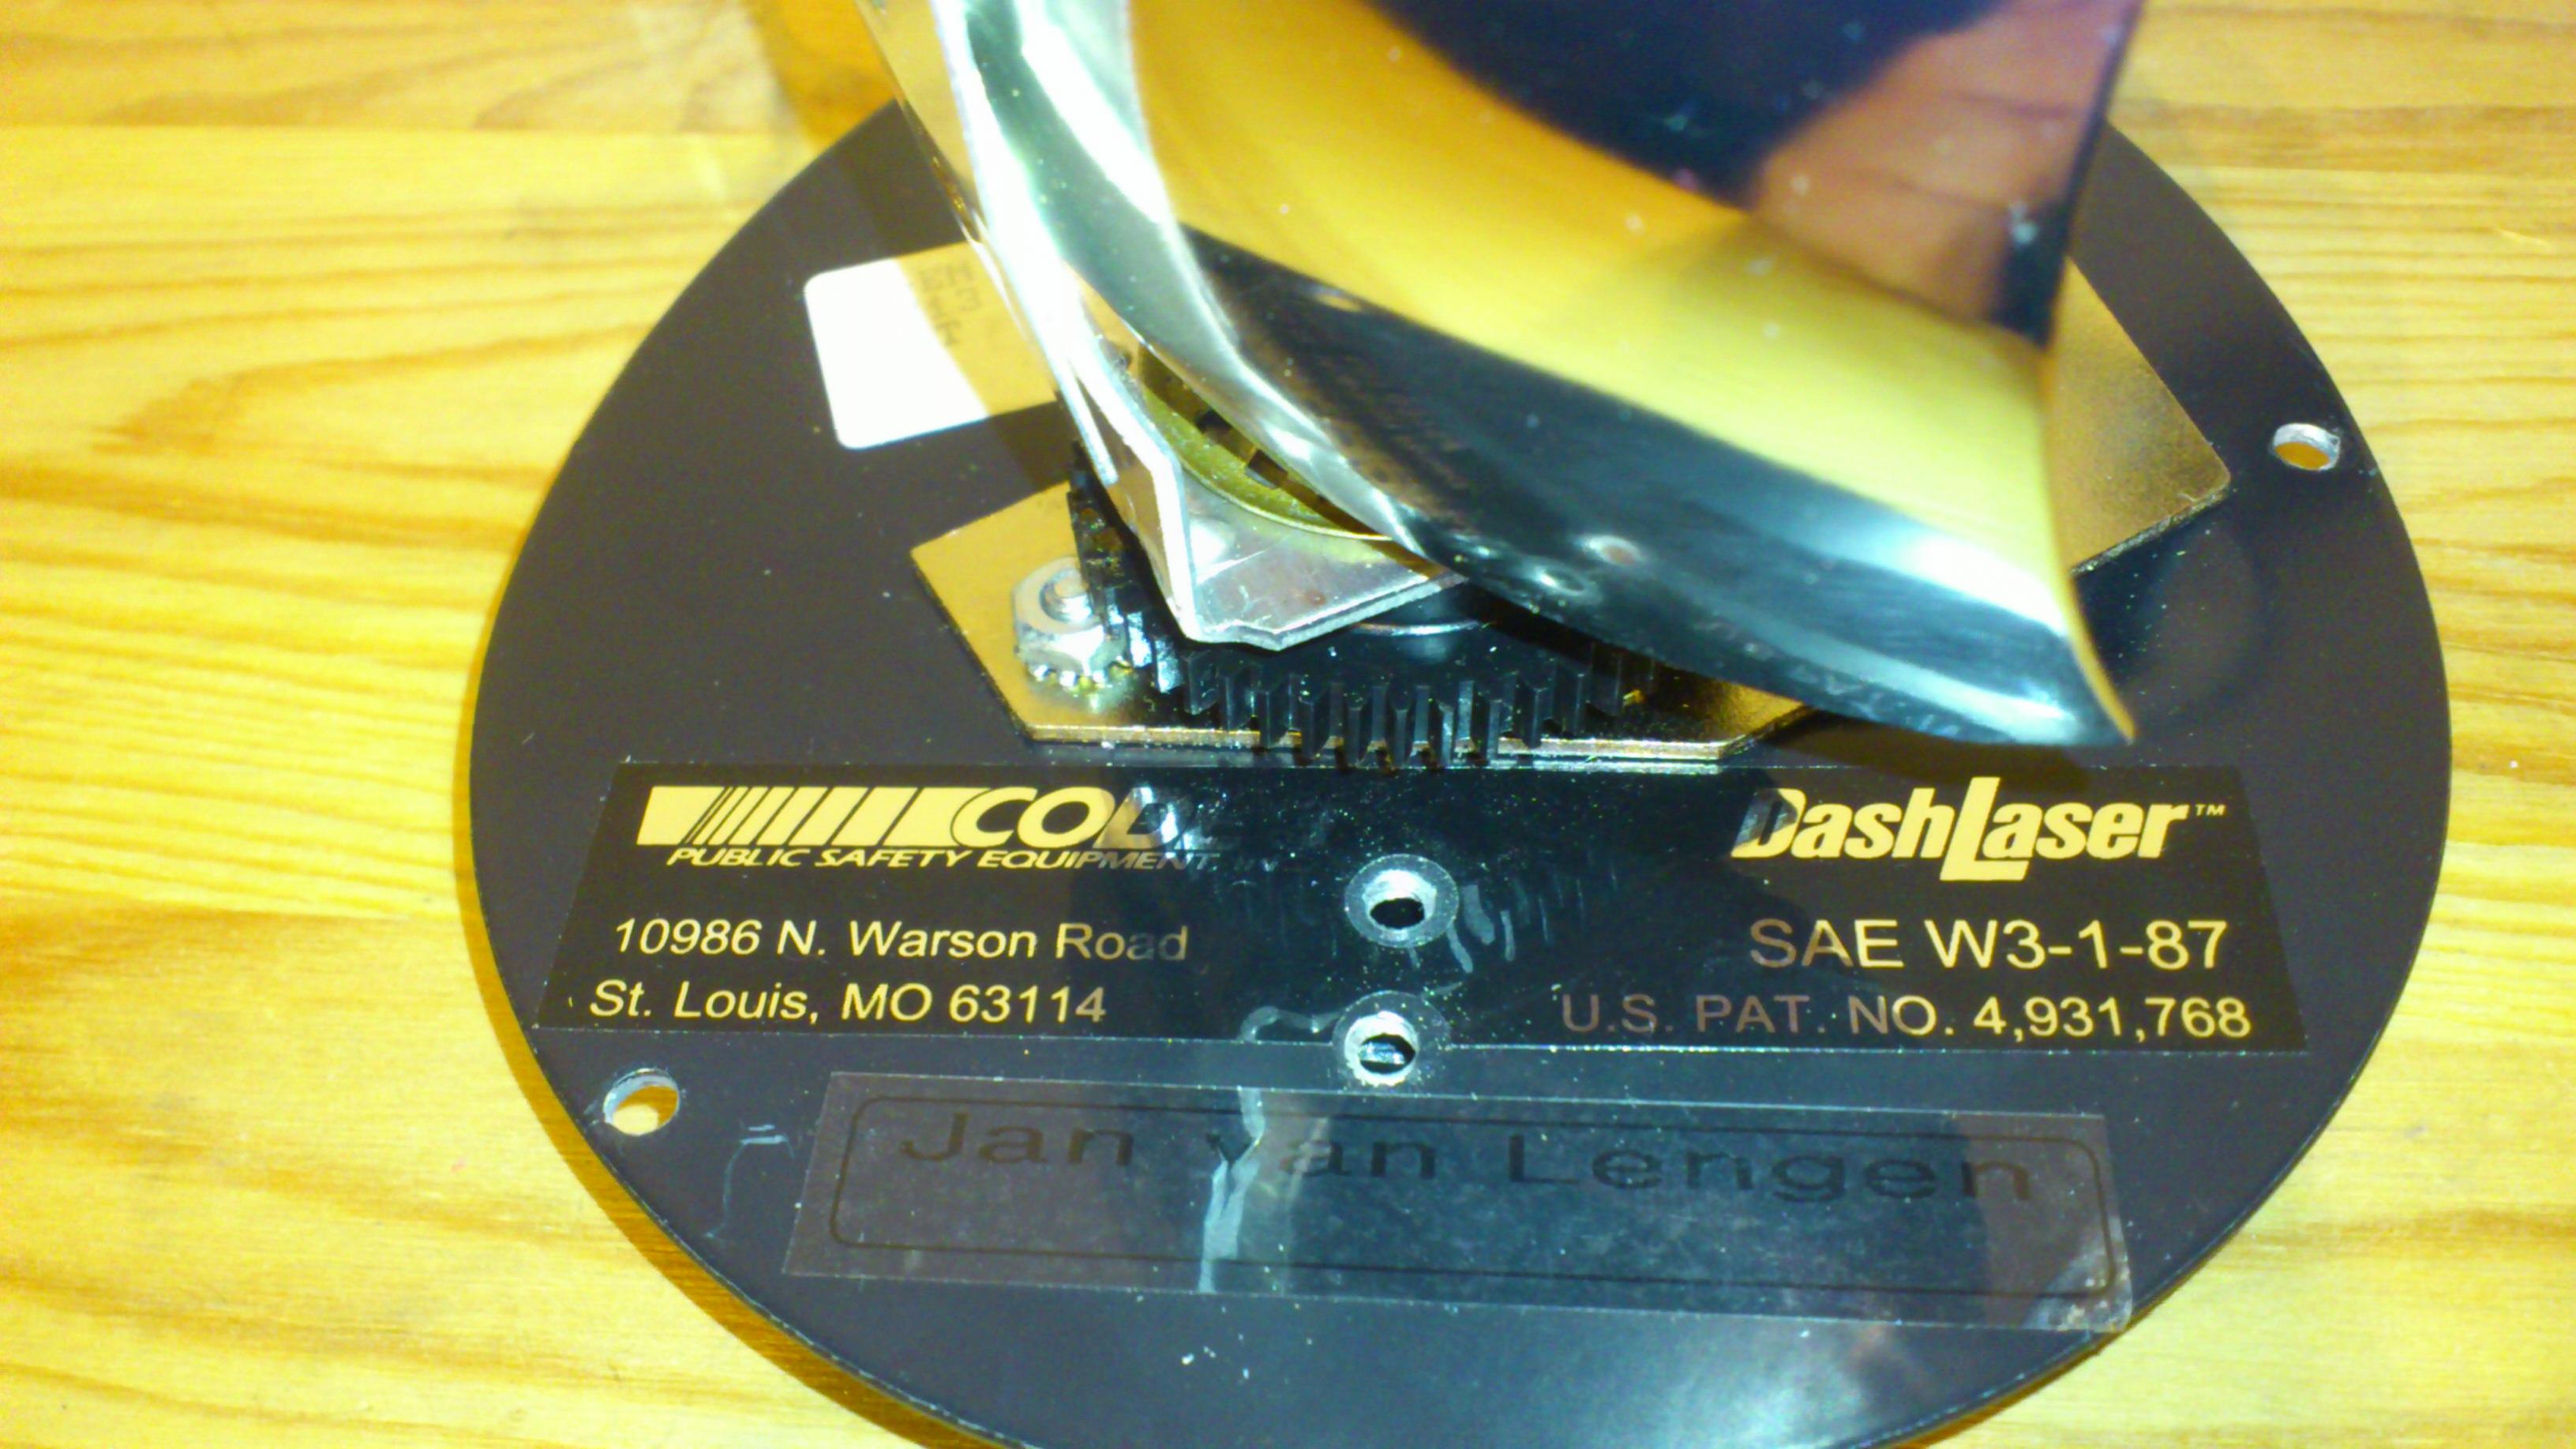 CODE
PUBLIC SAFETY EQUIPMENT
10986 N. Warson Road
St. Louis, MO 63114
DashLaser™
SAE W3-1-87
U.S. PAT. NO. 4,931,768
Jan van Lengen